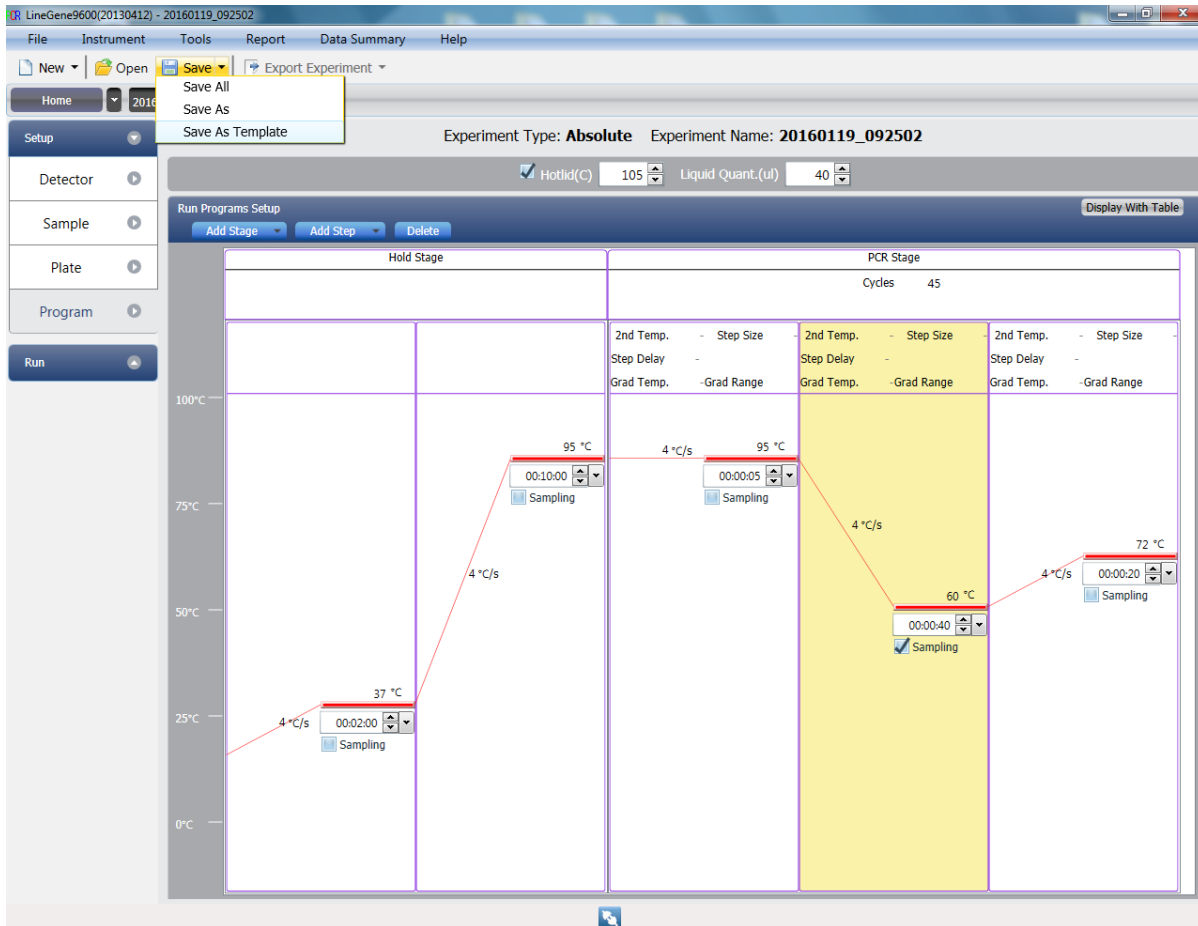 LineGene9600(20130412) - 20160119_092502
File Instrument Tools Report Data Summary Help
New Open Save Export Experiment
Save All
Save As
Save As Template
Home 2016
Setup
Experiment Type: Absolute Experiment Name: 20160119_092502
Detector
Hotlid(C) 105 Liquid Quant.(ul) 40
Sample
Run Programs Setup Display With Table
Add Stage Add Step Delete
Plate
Program
Run
Hold Stage PCR Stage
Cycles 45
2nd Temp. - Step Size - 2nd Temp. - Step Size - 2nd Temp. - Step Size -
Step Delay - Step Delay - Step Delay -
Grad Temp. -Grad Range Grad Temp. -Grad Range Grad Temp. -Grad Range
100°C
95 °C 4 °C/s 95 °C
00:10:00 00:00:05
Sampling Sampling
75°C
4 °C/s
72 °C
4 °C/s 4 °C/s 00:00:20
Sampling
60 °C
50°C
00:00:40
Sampling
37 °C
25°C
4 °C/s 00:02:00
Sampling
0°C